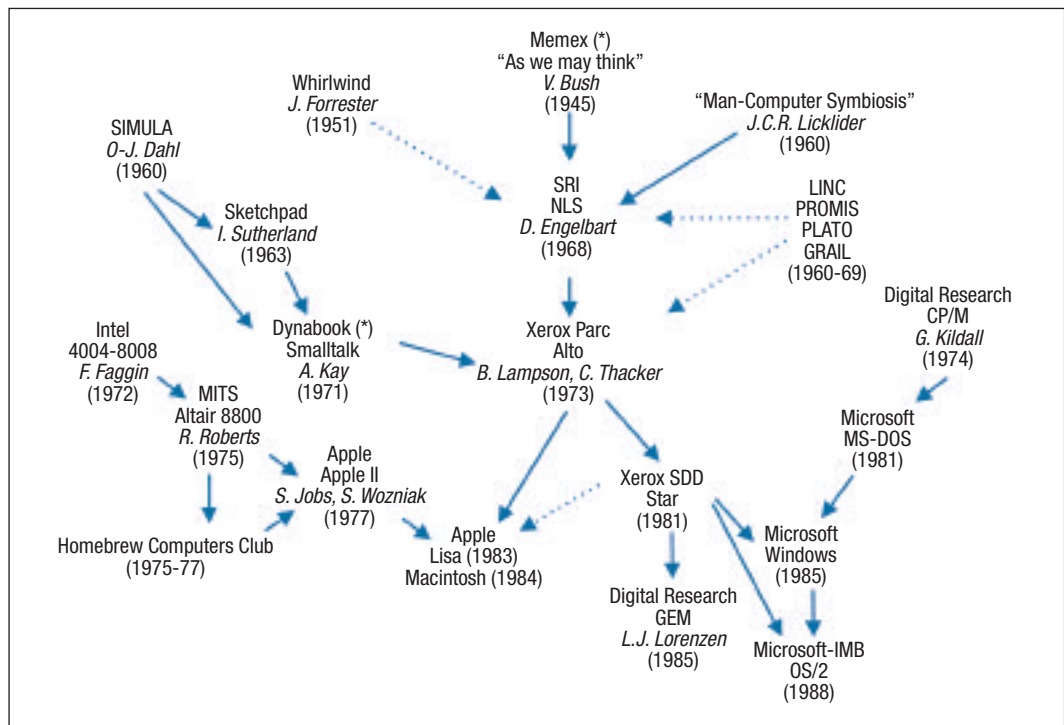 Memex (*)
“As we may think”
V. Bush
(1945)
Whirlwind
J. Forrester
(1951)
“Man-Computer Symbiosis”
J.C.R. Licklider
(1960)
SIMULA
O-J. Dahl
(1960)
SRI
NLS
D. Engelbart
(1968)
LINC
PROMIS
PLATO
GRAIL
(1960-69)
Sketchpad
I. Sutherland
(1963)
Digital Research
CP/M
G. Kildall
(1974)
Intel
4004-8008
F. Faggin
(1972)
Dynabook (*)
Smalltalk
A. Kay
(1971)
Xerox Parc
Alto
B. Lampson, C. Thacker
(1973)
MITS
Altair 8800
R. Roberts
(1975)
Microsoft
MS-DOS
(1981)
Apple
Apple II
S. Jobs, S. Wozniak
(1977)
Xerox SDD
Star
(1981)
Homebrew Computers Club
(1975-77)
Apple
Lisa (1983)
Macintosh (1984)
Microsoft
Windows
(1985)
Digital Research
GEM
L.J. Lorenzen
(1985)
Microsoft-IMB
OS/2
(1988)